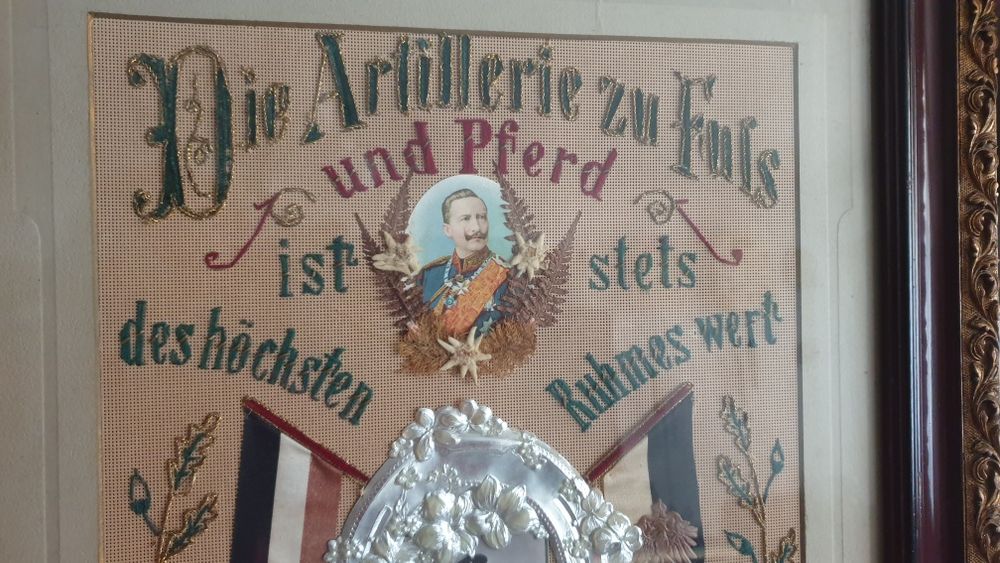 Die Artillerie zu Fuss
und Pferd
ist stets
des höchsten Ruhmes wert